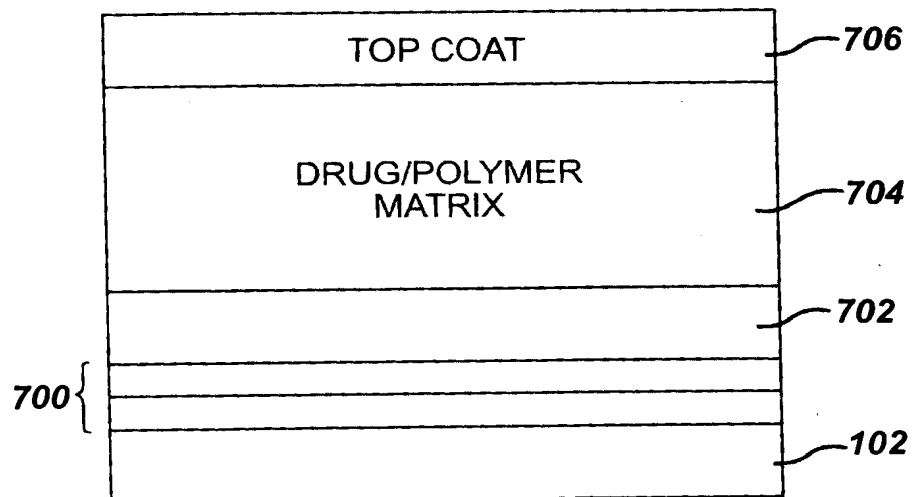 TOP COAT
706
DRUG/POLYMER
MATRIX
704
702
700
102